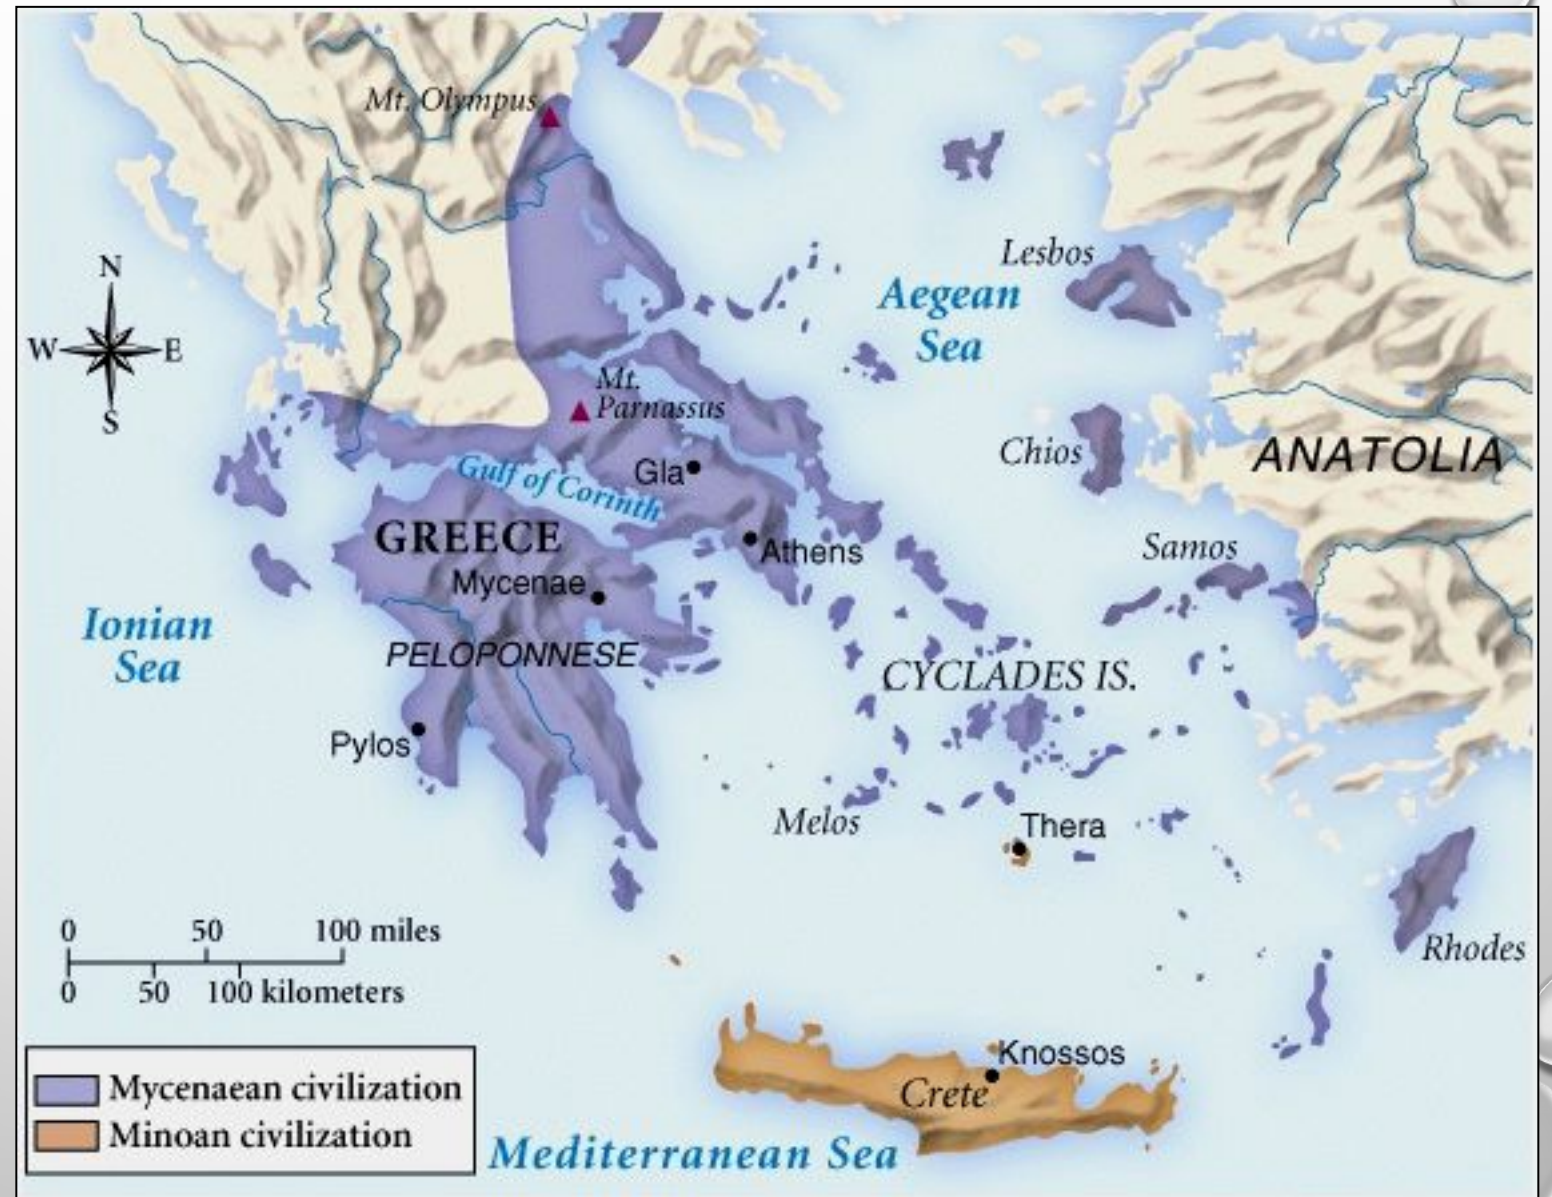 Mt. Olympus
N
W E
S
Lesbos
Aegean
Sea
Mt.
Parnassus
Chios
ANATOLIA
Gla
Gulf of Corinth
GREECE
Athens
Samos
Mycenae
Ionian
Sea
PELOPONNESE
CYCLADES IS.
Pylos
Melos
Thera
Rhodes
0 50 100 miles
0 50 100 kilometers
Knossos
Crete
Mycenaean civilization
Minoan civilization
Mediterranean Sea